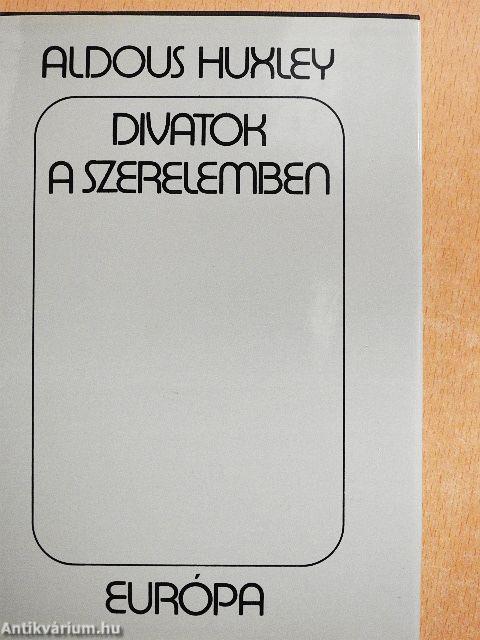 ALDOUS HUXLEY
DIVATOK
A SZERELEMBEN
EURÓPA
Antikvárium.hu